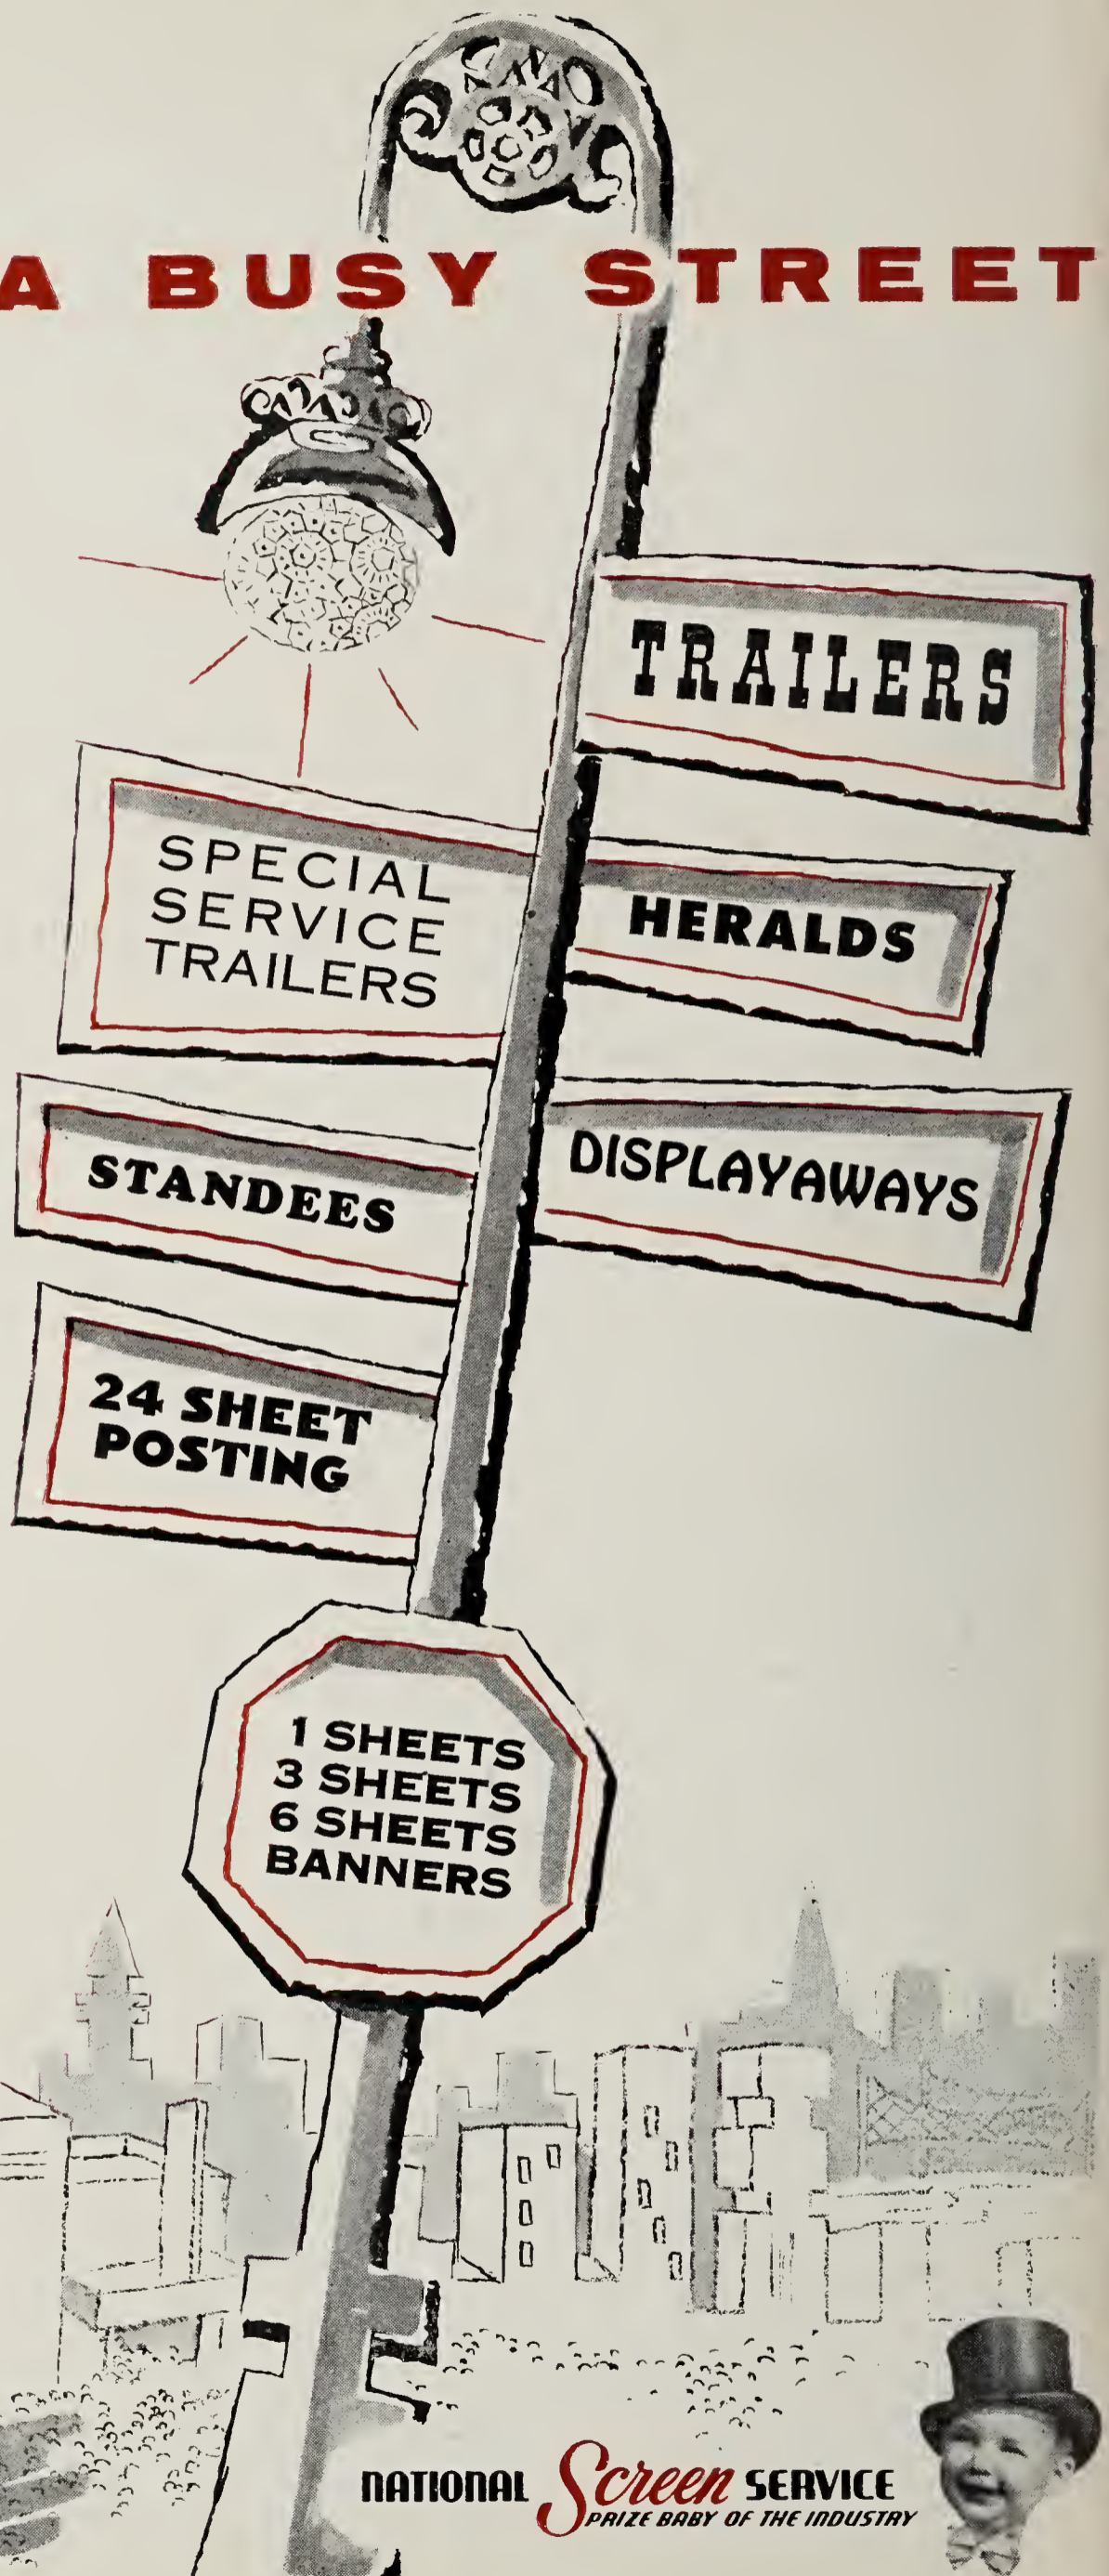 A BUSY STREET
TRAILERS
SPECIAL
SERVICE
TRAILERS
HERALDS
STANDEES
DISPLAYAWAYS
24 SHEET
POSTING
1 SHEETS
3 SHEETS
6 SHEETS
BANNERS
NATIONAL Screen SERVICE
PRIZE BABY OF THE INDUSTRY